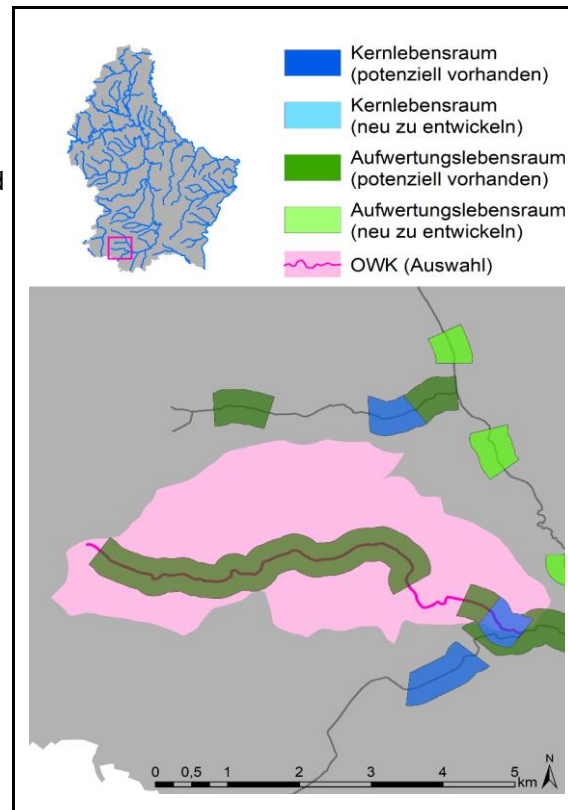 Kernlebensraum
(potenziell vorhanden)
Kernlebensraum
(neu zu entwickeln)
Aufwertungslebensraum
(potenziell vorhanden)
Aufwertungslebensraum
(neu zu entwickeln)
OWK (Auswahl)
d
N
0 0,5 1 2 3 4 5
km